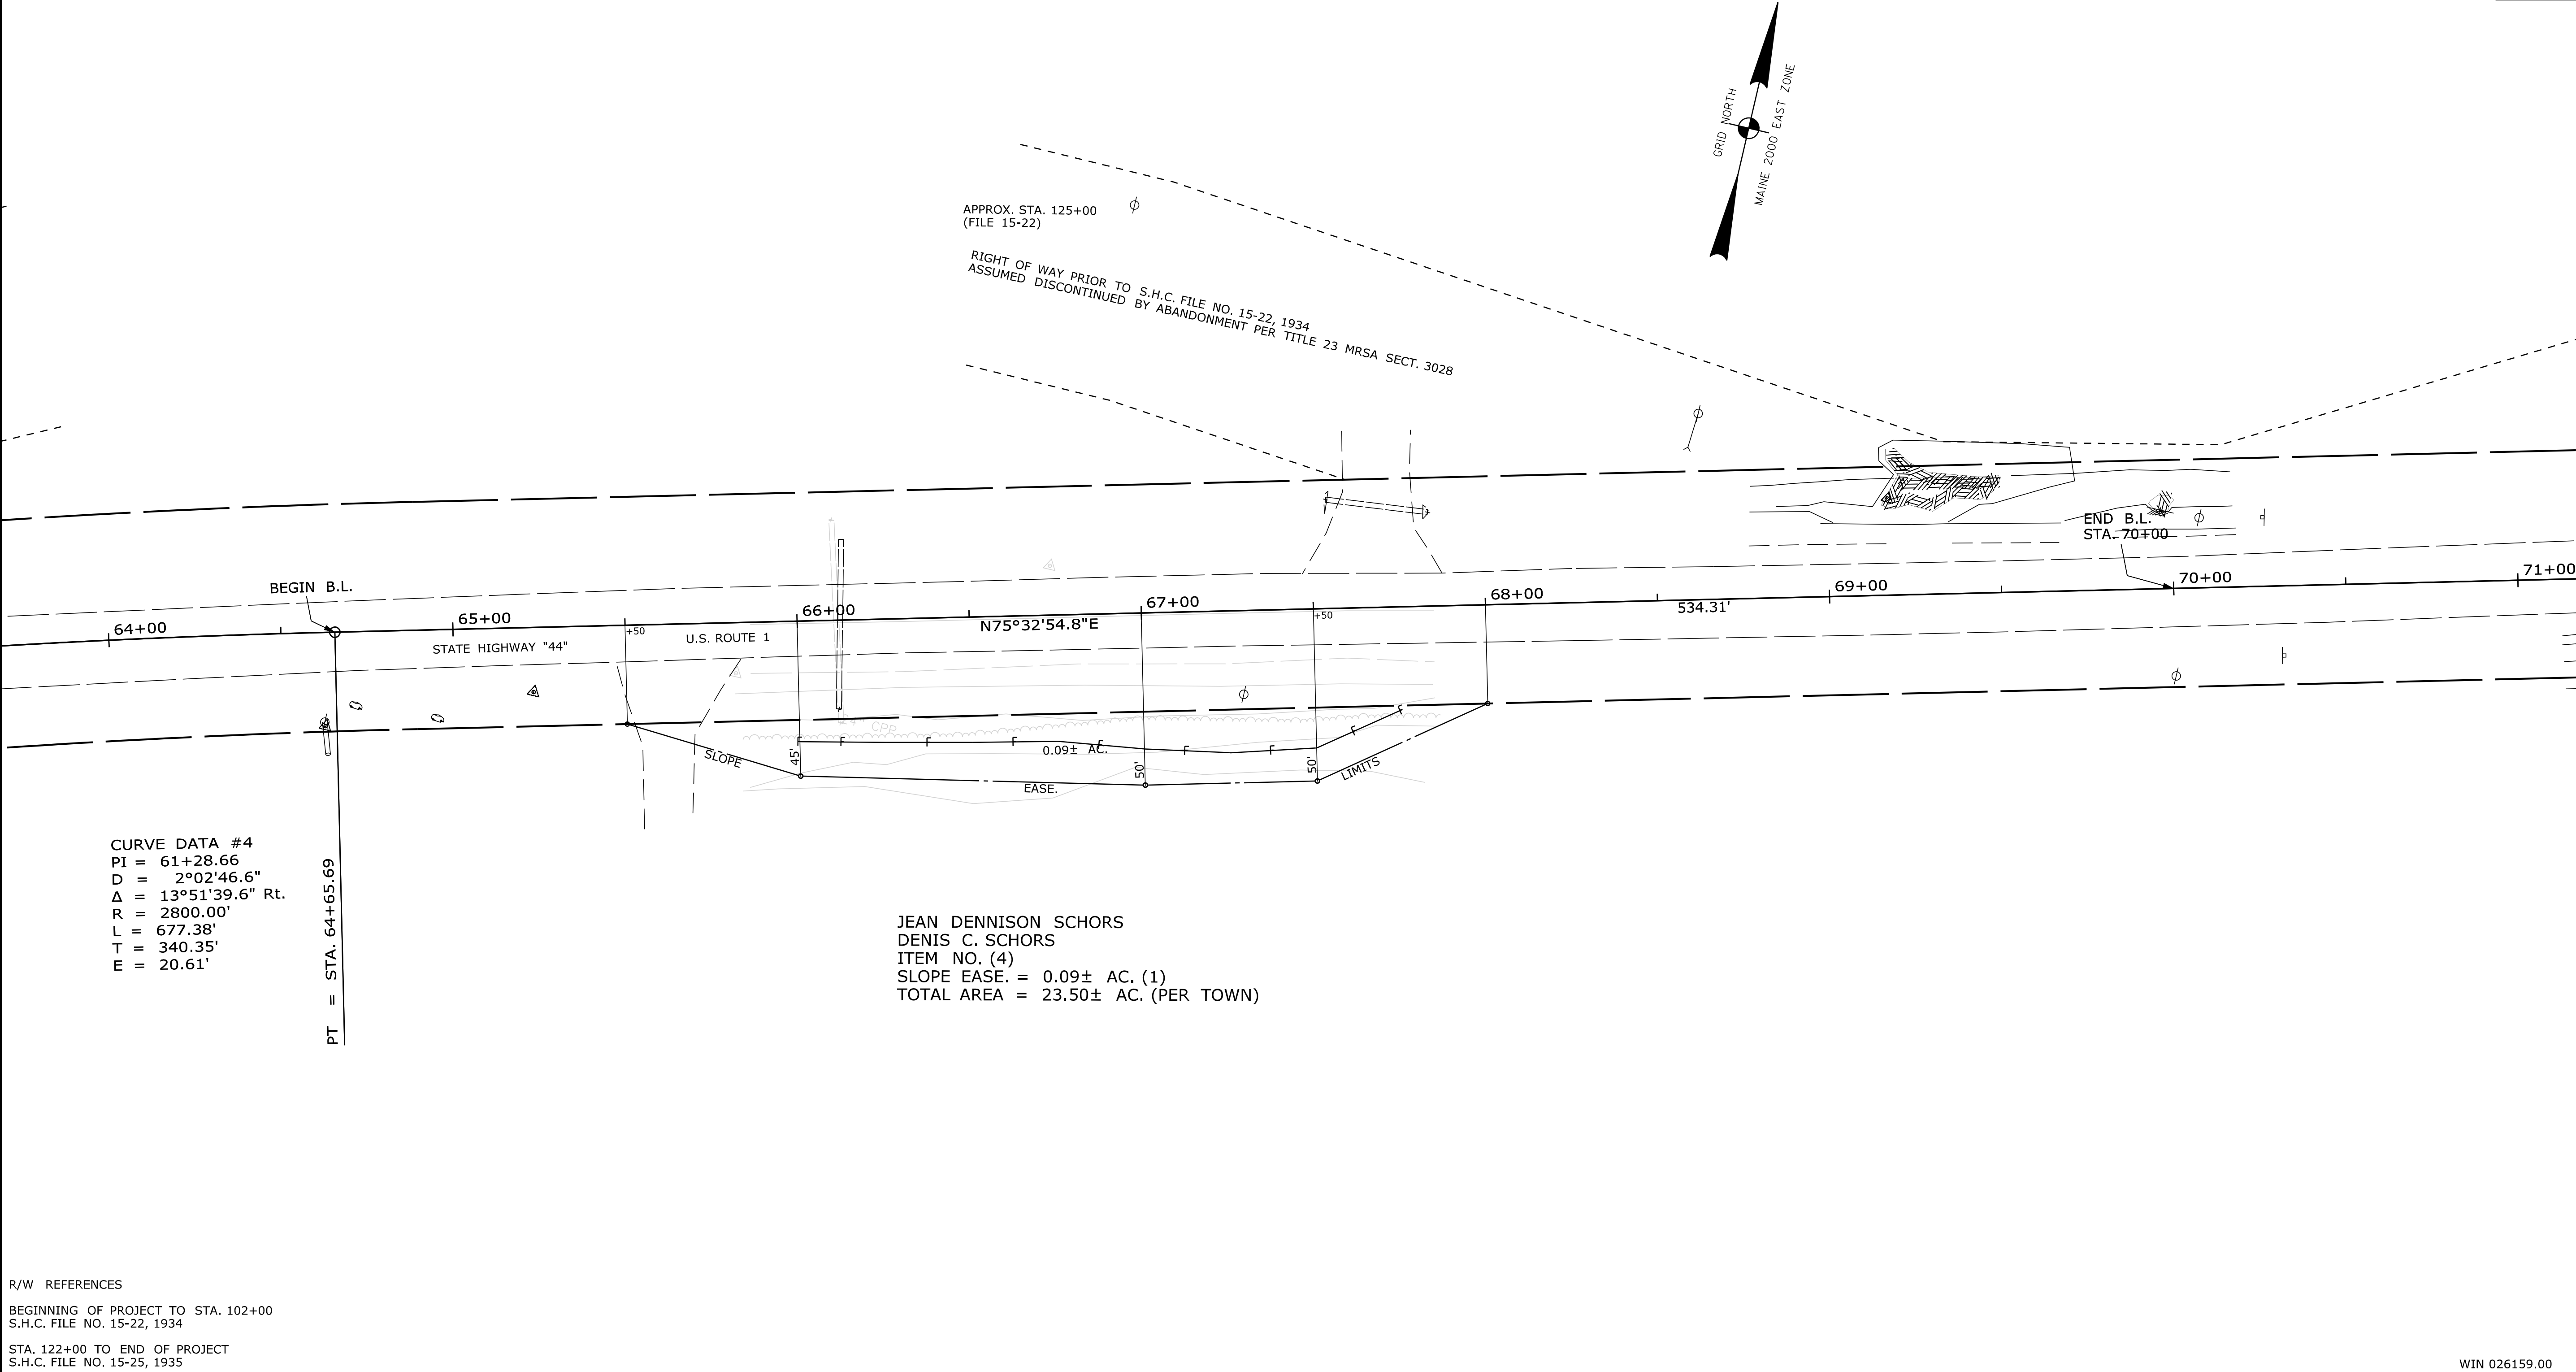 GRID NORTH
MAINE 2000 EAST ZONE
APPROX. STA. 125+00
(FILE 15-22)
RIGHT OF WAY PRIOR TO S.H.C. FILE NO. 15-22, 1934
ASSUMED DISCONTINUED BY ABANDONMENT PER TITLE 23 MRSA SECT. 3028
END B.L.
STA. 70+00
BEGIN B.L.
64+00
65+00
66+00
67+00
68+00
69+00
70+00
71+00
+50
+50
STATE HIGHWAY "44"
U.S. ROUTE 1
N75°32'54.8"E
534.31'
CPP
SLOPE
45'
0.09± AC.
50'
50'
EASE.
LIMITS
PT = STA. 64+65.69
CURVE DATA #4
PI = 61+28.66
D = 2°02'46.6"
Δ = 13°51'39.6" Rt.
R = 2800.00'
L = 677.38'
T = 340.35'
E = 20.61'
JEAN DENNISON SCHORS
DENIS C. SCHORS
ITEM NO. (4)
SLOPE EASE. = 0.09± AC. (1)
TOTAL AREA = 23.50± AC. (PER TOWN)
R/W REFERENCES
BEGINNING OF PROJECT TO STA. 102+00
S.H.C. FILE NO. 15-22, 1934
STA. 122+00 TO END OF PROJECT
S.H.C. FILE NO. 15-25, 1935
WIN 026159.00